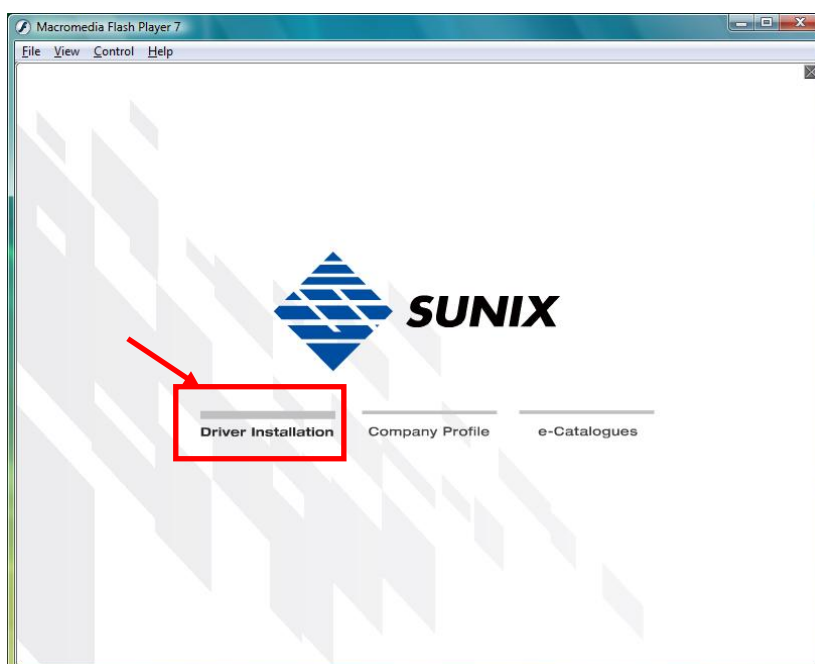 Macromedia Flash Player 7
File View Control Help
SUNIX
Driver Installation Company Profile e-Catalogues